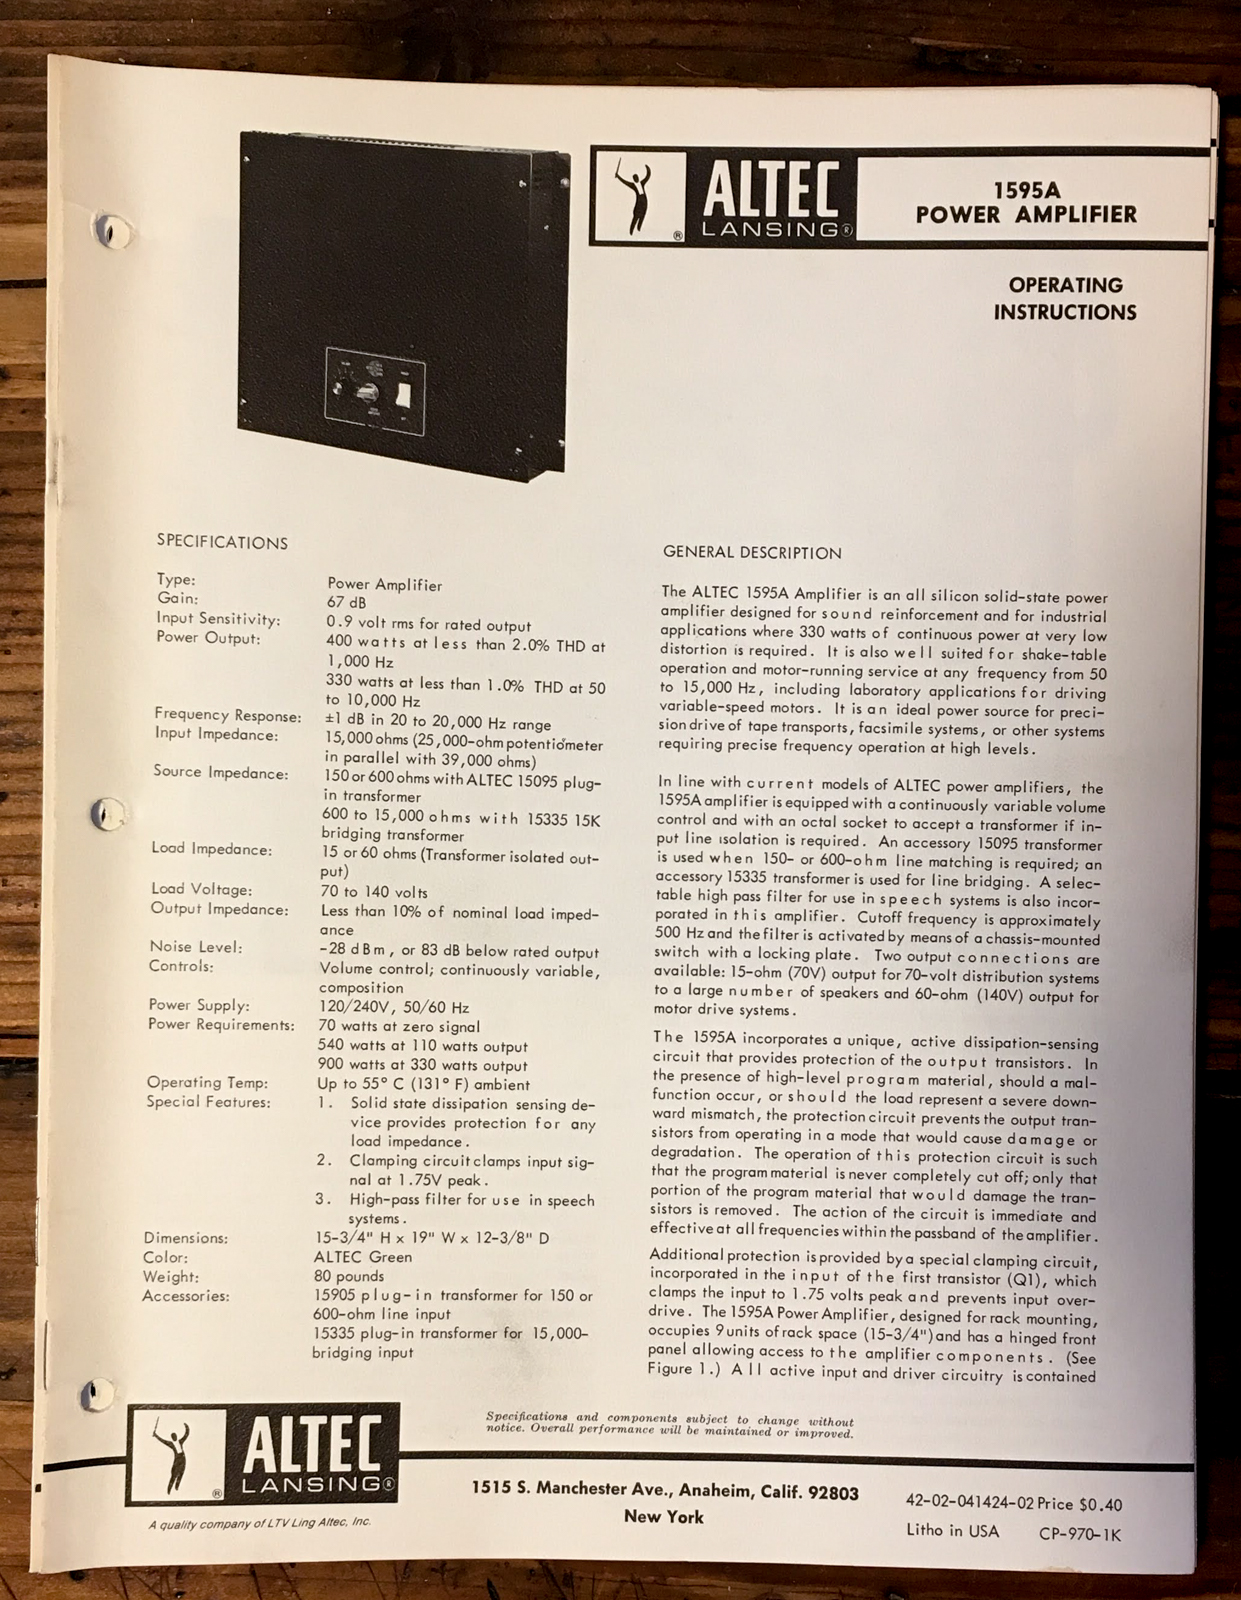 ALTEC
LANSING®
®
1595A
POWER AMPLIFIER
OPERATING
INSTRUCTIONS
SPECIFICATIONS
Type: Power Amplifier
Gain: 67 dB
Input Sensitivity: 0.9 volt rms for rated output
Power Output: 400 watts at less than 2.0% THD at
1,000 Hz
330 watts at less than 1.0% THD at 50
to 10,000 Hz
Frequency Response: ±1 dB in 20 to 20,000 Hz range
Input Impedance: 15,000 ohms (25,000-ohm potentiometer
in parallel with 39,000 ohms)
Source Impedance: 150 or 600 ohms with ALTEC 15095 plug-
in transformer
600 to 15,000 ohms with 15335 15K
bridging transformer
Load Impedance: 15 or 60 ohms (Transformer isolated out-
put)
Load Voltage: 70 to 140 volts
Output Impedance: Less than 10% of nominal load imped-
ance
Noise Level: -28 dBm, or 83 dB below rated output
Controls: Volume control; continuously variable,
composition
Power Supply: 120/240V, 50/60 Hz
Power Requirements: 70 watts at zero signal
540 watts at 110 watts output
900 watts at 330 watts output
Operating Temp: Up to 55° C (131° F) ambient
Special Features: 1. Solid state dissipation sensing de-
vice provides protection for any
load impedance.
2. Clamping circuit clamps input sig-
nal at 1.75V peak.
3. High-pass filter for use in speech
systems.
Dimensions: 15-3/4" H x 19" W x 12-3/8" D
Color: ALTEC Green
Weight: 80 pounds
Accessories: 15905 plug-in transformer for 150 or
600-ohm line input
15335 plug-in transformer for 15,000-
bridging input
GENERAL DESCRIPTION
The ALTEC 1595A Amplifier is an all silicon solid-state power
amplifier designed for sound reinforcement and for industrial
applications where 330 watts of continuous power at very low
distortion is required. It is also well suited for shake-table
operation and motor-running service at any frequency from 50
to 15,000 Hz, including laboratory applications for driving
variable-speed motors. It is an ideal power source for preci-
sion drive of tape transports, facsimile systems, or other systems
requiring precise frequency operation at high levels.
In line with current models of ALTEC power amplifiers, the
1595A amplifier is equipped with a continuously variable volume
control and with an octal socket to accept a transformer if in-
put line isolation is required. An accessory 15095 transformer
is used when 150- or 600-ohm line matching is required; an
accessory 15335 transformer is used for line bridging. A selec-
table high pass filter for use in speech systems is also incor-
porated in this amplifier. Cutoff frequency is approximately
500 Hz and the filter is activated by means of a chassis-mounted
switch with a locking plate. Two output connections are
available: 15-ohm (70V) output for 70-volt distribution systems
to a large number of speakers and 60-ohm (140V) output for
motor drive systems.
The 1595A incorporates a unique, active dissipation-sensing
circuit that provides protection of the output transistors. In
the presence of high-level program material, should a mal-
function occur, or should the load represent a severe down-
ward mismatch, the protection circuit prevents the output tran-
sistors from operating in a mode that would cause damage or
degradation. The operation of this protection circuit is such
that the program material is never completely cut off; only that
portion of the program material that would damage the tran-
sistors is removed. The action of the circuit is immediate and
effective at all frequencies within the passband of the amplifier.
Additional protection is provided by a special clamping circuit,
incorporated in the input of the first transistor (Q1), which
clamps the input to 1.75 volts peak and prevents input over-
drive. The 1595A Power Amplifier, designed for rack mounting,
occupies 9 units of rack space (15-3/4") and has a hinged front
panel allowing access to the amplifier components. (See
Figure 1.) All active input and driver circuitry is contained
Specifications and components subject to change without
notice. Overall performance will be maintained or improved.
ALTEC
LANSING®
®
A quality company of LTV Ling Altec, Inc.
1515 S. Manchester Ave., Anaheim, Calif. 92803
New York
42-02-041424-02 Price $0.40
Litho in USA CP-970-1K